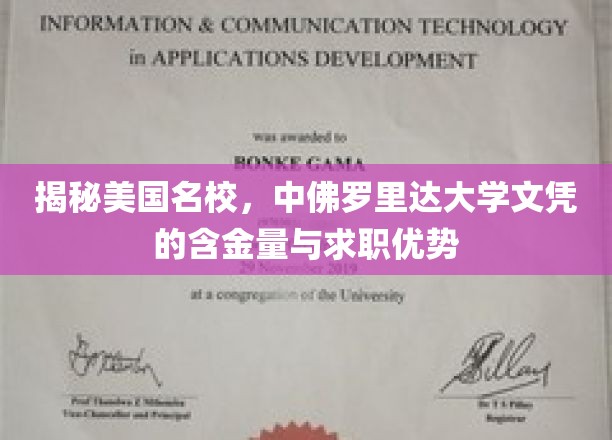 INFORMATION & COMMUNICATION TECHNOLOGY
in APPLICATIONS DEVELOPMENT
was awarded to
BONKE GAMA
揭秘美国名校，中佛罗里达大学文凭
的含金量与求职优势
29 November 2019
at a congregation of the University
Vice-Chancellor and Principal
Registrar